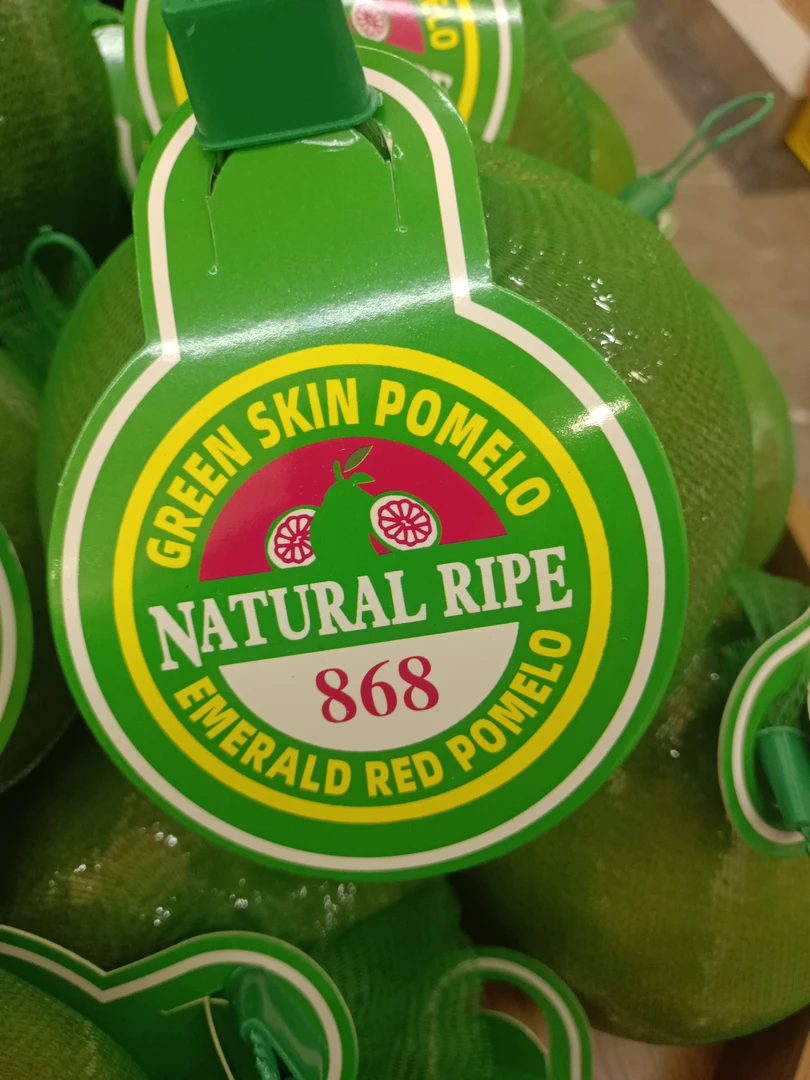 GREEN SKIN POMELO
NATURAL RIPE
868
EMERALD RED POMELO